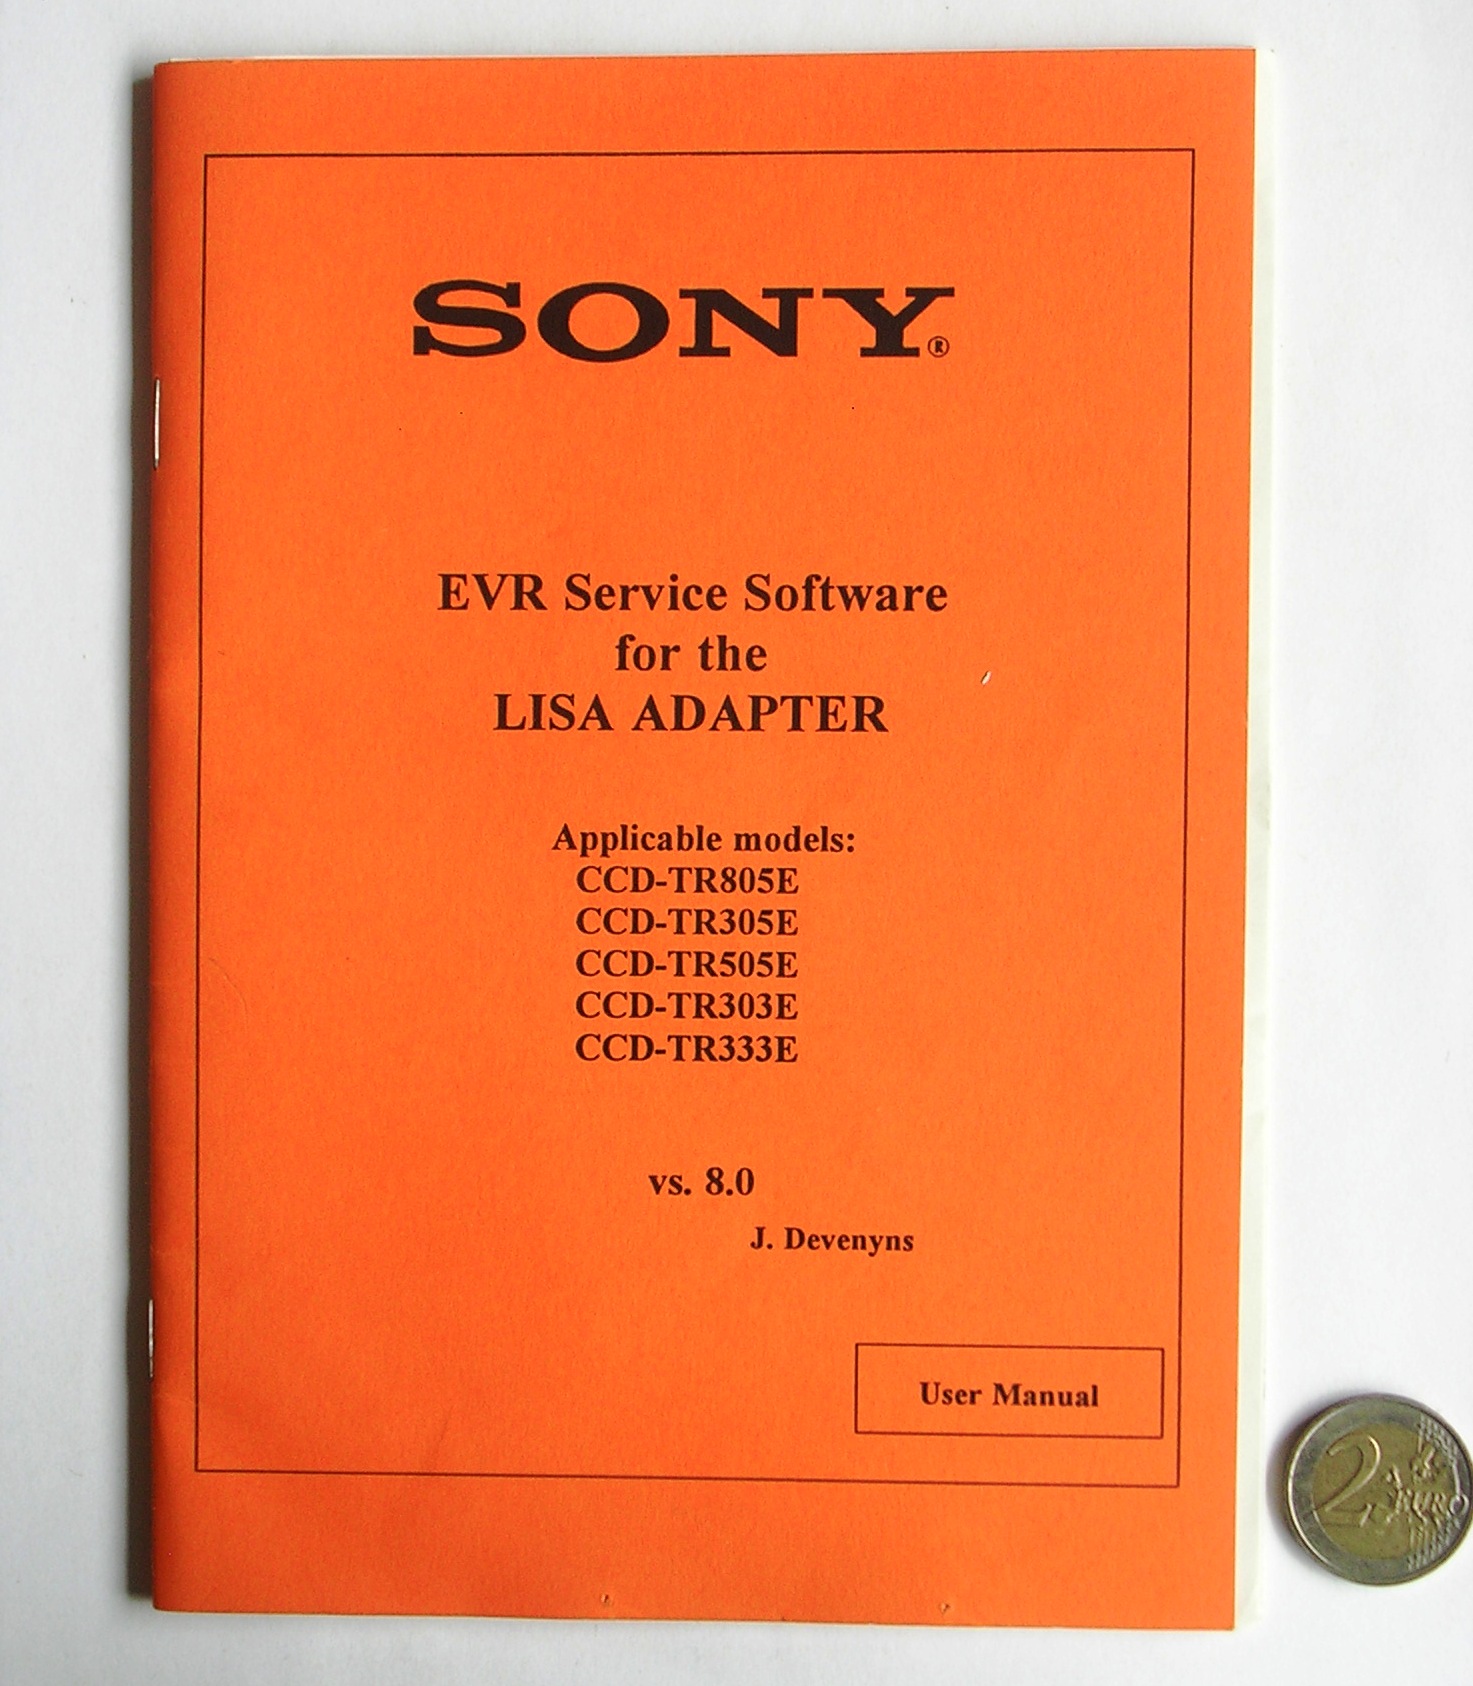 SONY®
EVR Service Software
for the
LISA ADAPTER
Applicable models:
CCD-TR805E
CCD-TR305E
CCD-TR505E
CCD-TR303E
CCD-TR333E
vs. 8.0
J. Devenyns
User Manual
2 EURO